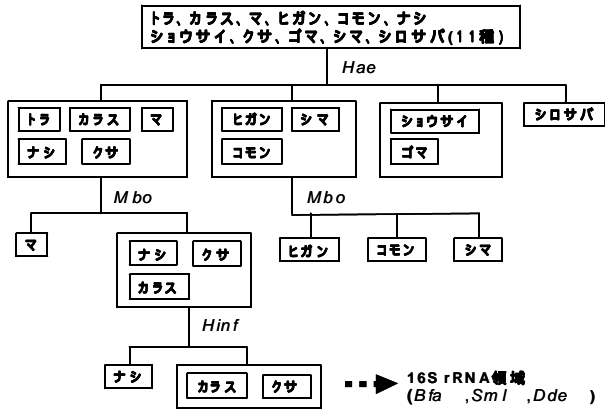 トラ、カラス、マ、ヒガン、コモン、ナシ
ショウサイ、クサ、ゴマ、シマ、シロサバ(11種)
Hae
トラ カラス マ
ナシ クサ
ヒガン シマ
コモン
ショウサイ
ゴマ
シロサバ
Mbo
Mbo
マ
ナシ クサ
カラス
ヒガン
コモン
シマ
Hinf
ナシ
カラス クサ
16S rRNA領域
(Bfa ,Sml ,Dde )